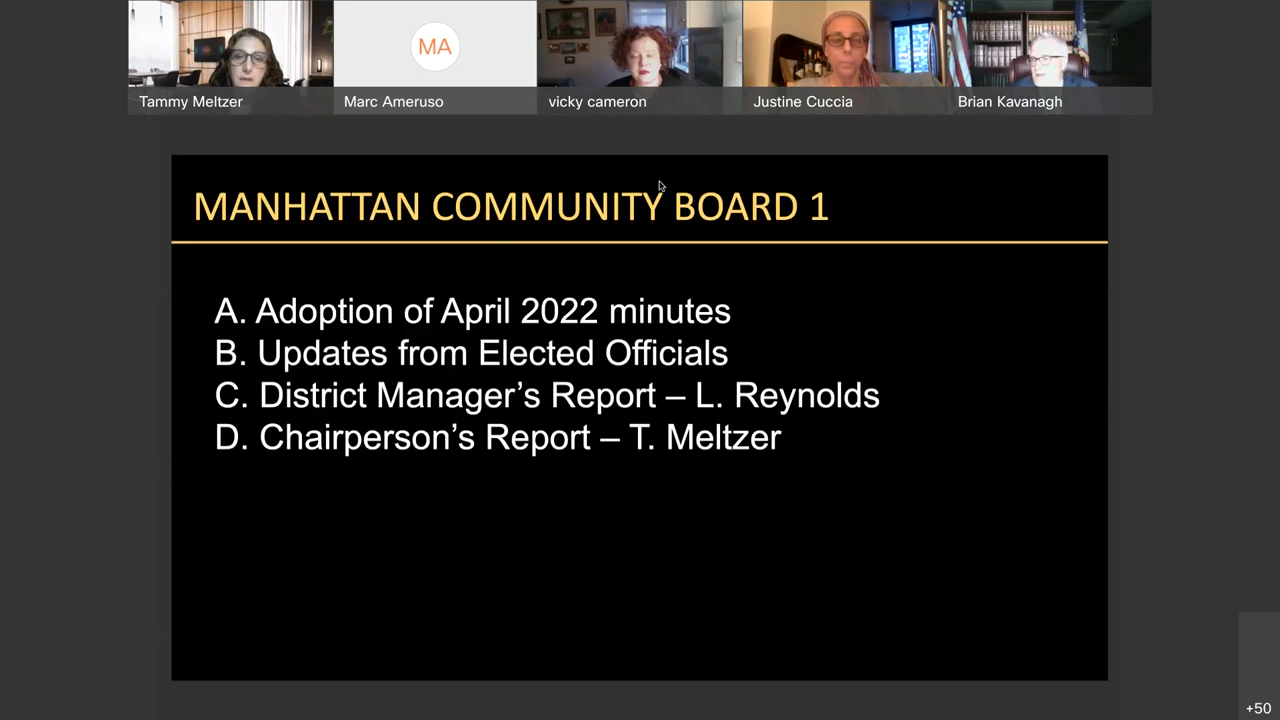 MA
Tammy Meltzer
Marc Ameruso
vicky cameron
Justine Cuccia
Brian Kavanagh
MANHATTAN COMMUNITY BOARD 1
A. Adoption of April 2022 minutes
B. Updates from Elected Officials
C. District Manager’s Report – L. Reynolds
D. Chairperson’s Report – T. Meltzer
+50